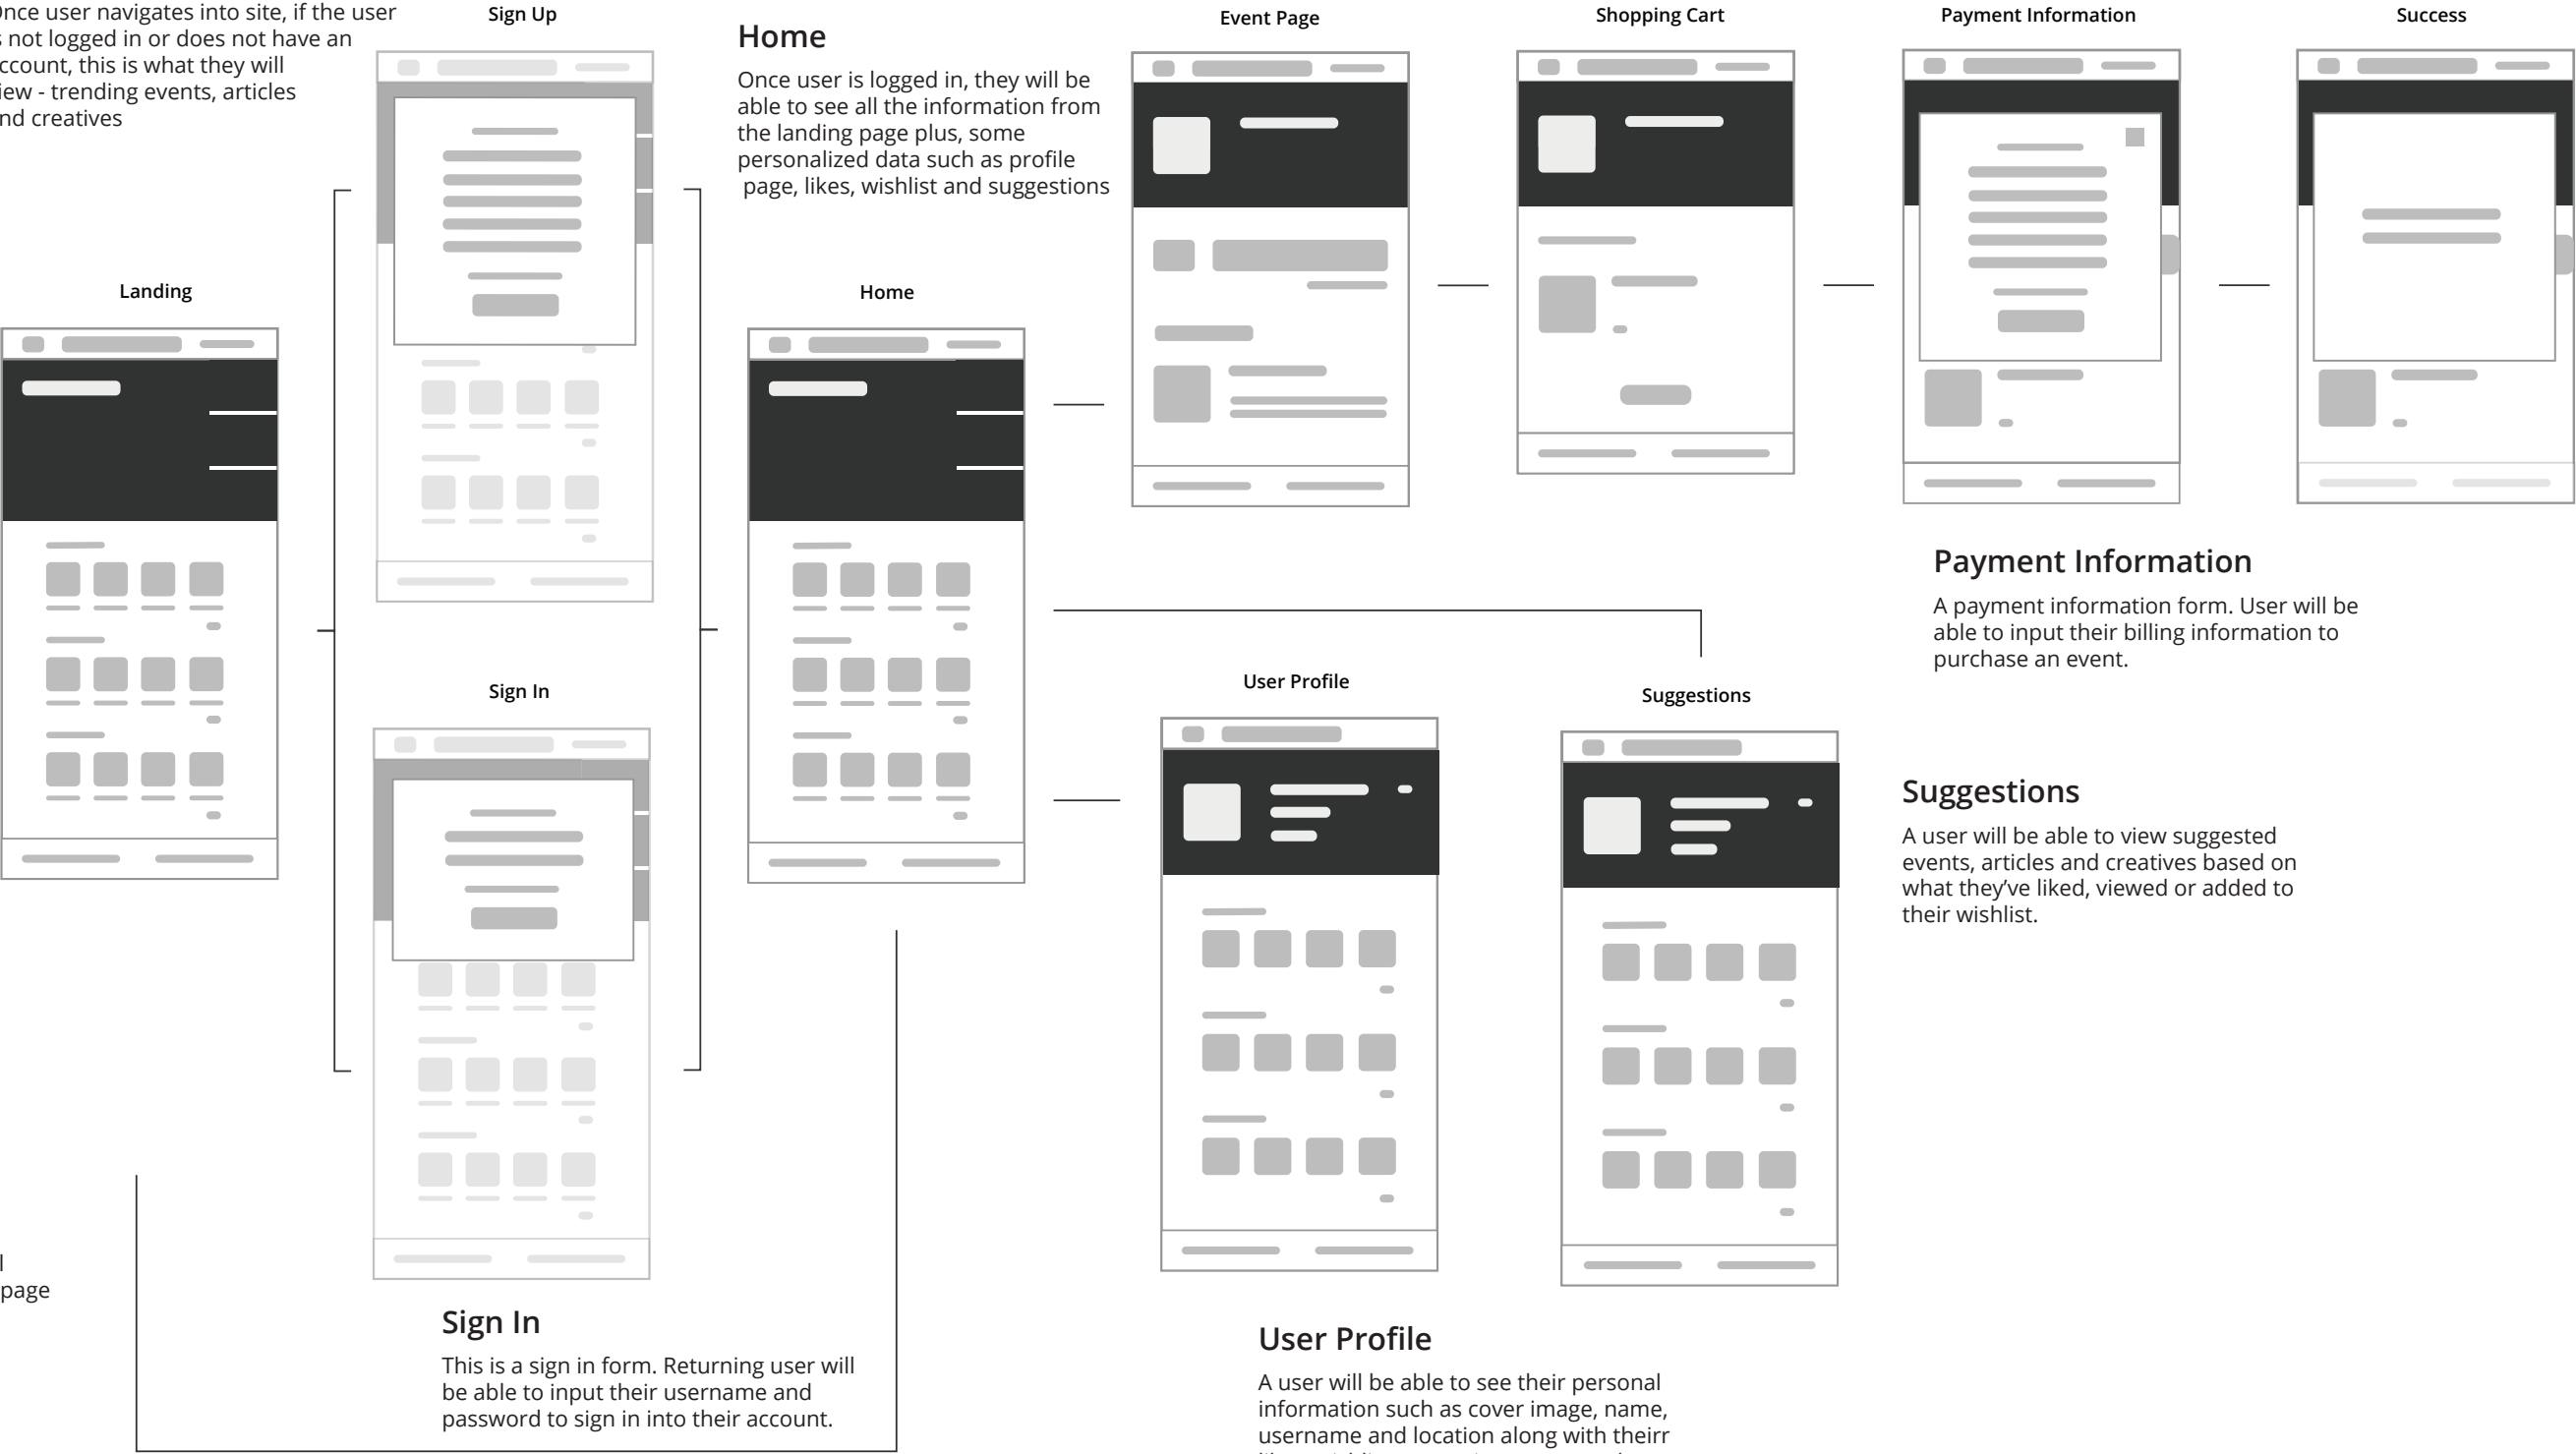 nce user navigates into site, if the user
not logged in or does not have an
ccount, this is what they will
iew - trending events, articles
nd creatives
Sign Up
Home
Once user is logged in, they will be
able to see all the information from
the landing page plus, some
personalized data such as profile
page, likes, wishlist and suggestions
Event Page
Shopping Cart
Payment Information
Success
Landing
Home
Payment Information
A payment information form. User will be
able to input their billing information to
purchase an event.
Sign In
User Profile
Suggestions
Suggestions
A user will be able to view suggested
events, articles and creatives based on
what they’ve liked, viewed or added to
their wishlist.
page
Sign In
This is a sign in form. Returning user will
be able to input their username and
password to sign in into their account.
User Profile
A user will be able to see their personal
information such as cover image, name,
username and location along with theirr